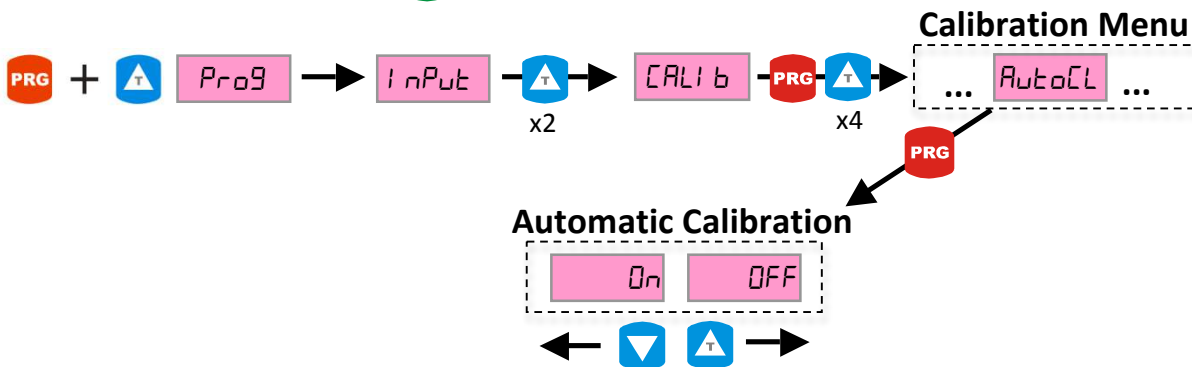 Calibration Menu
PRG + T Prog InPut T CALIb PRG T ... AutoCL ...
x2 x4
PRG
Automatic Calibration
On OFF
T